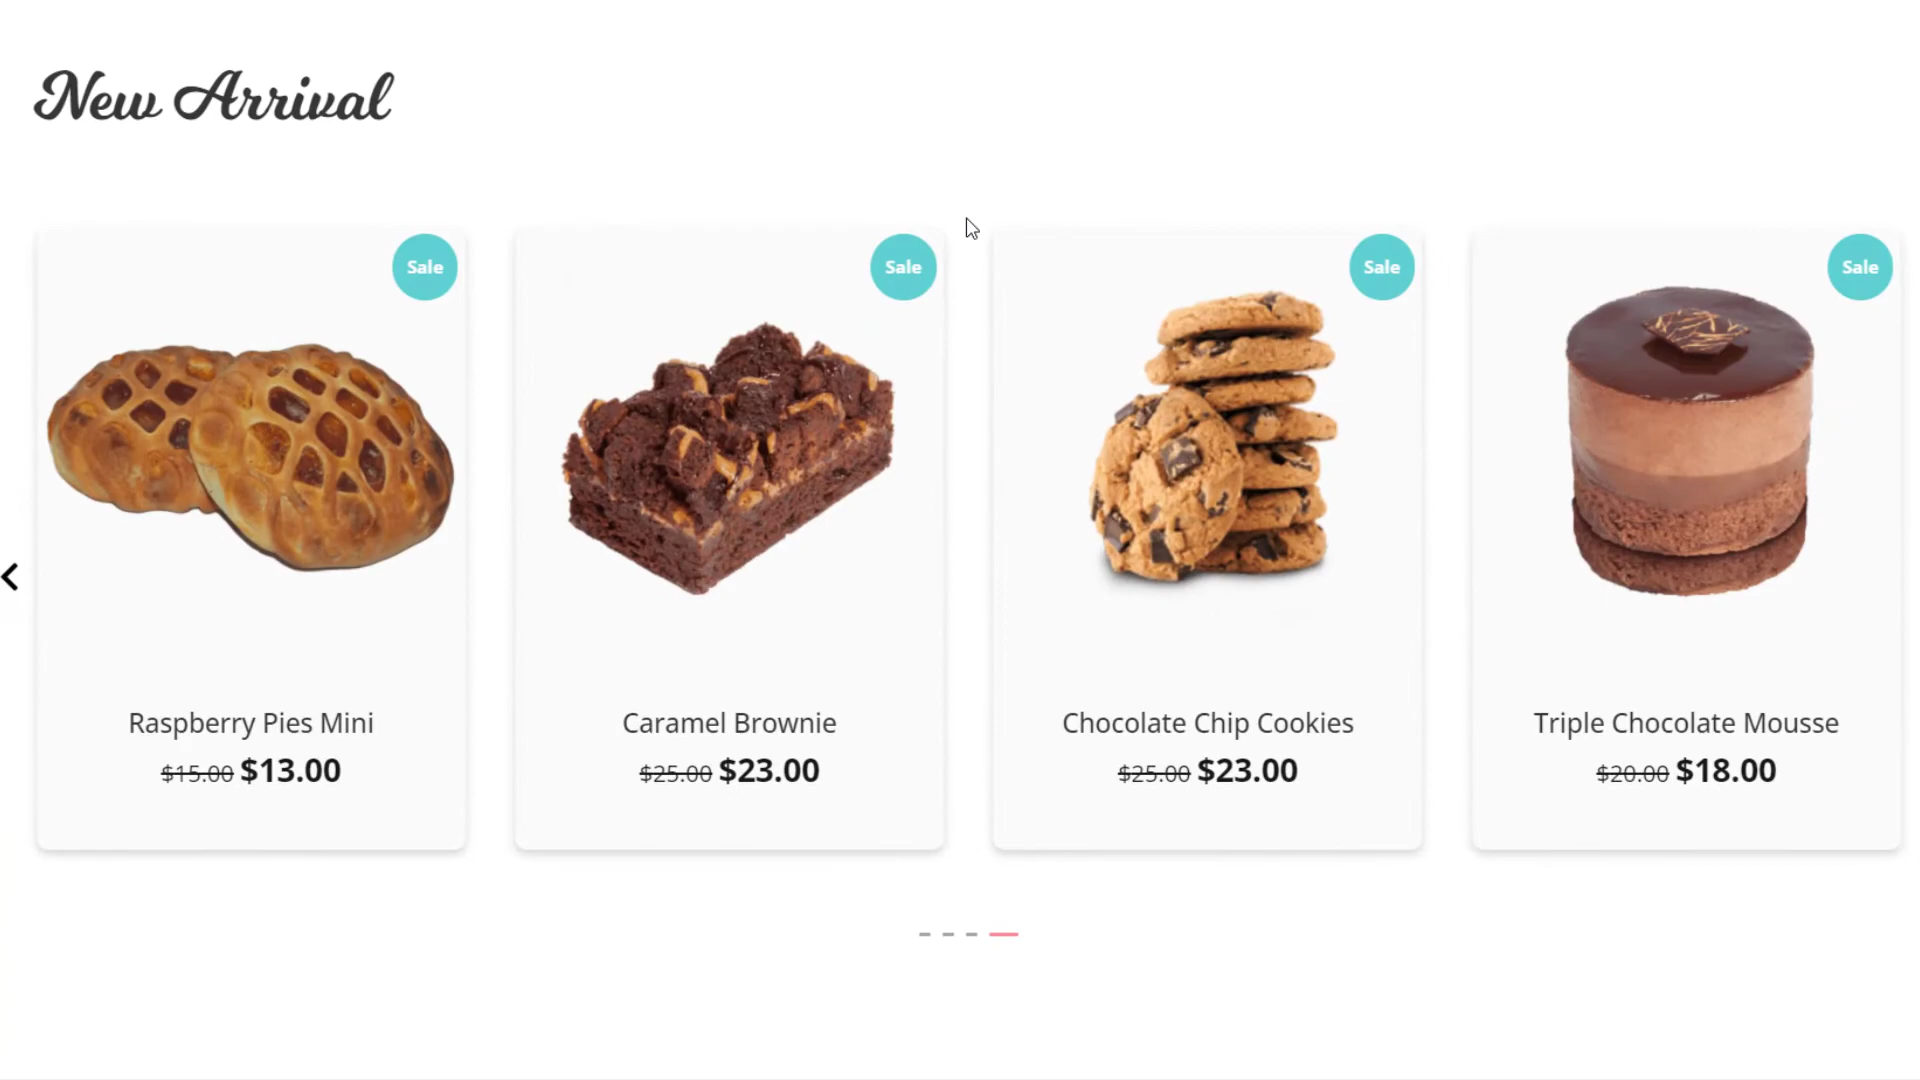 New Arrival
Sale
Sale
Sale
Sale
Raspberry Pies Mini
$15.00 $13.00
Caramel Brownie
$25.00 $23.00
Chocolate Chip Cookies
$25.00 $23.00
Triple Chocolate Mousse
$20.00 $18.00